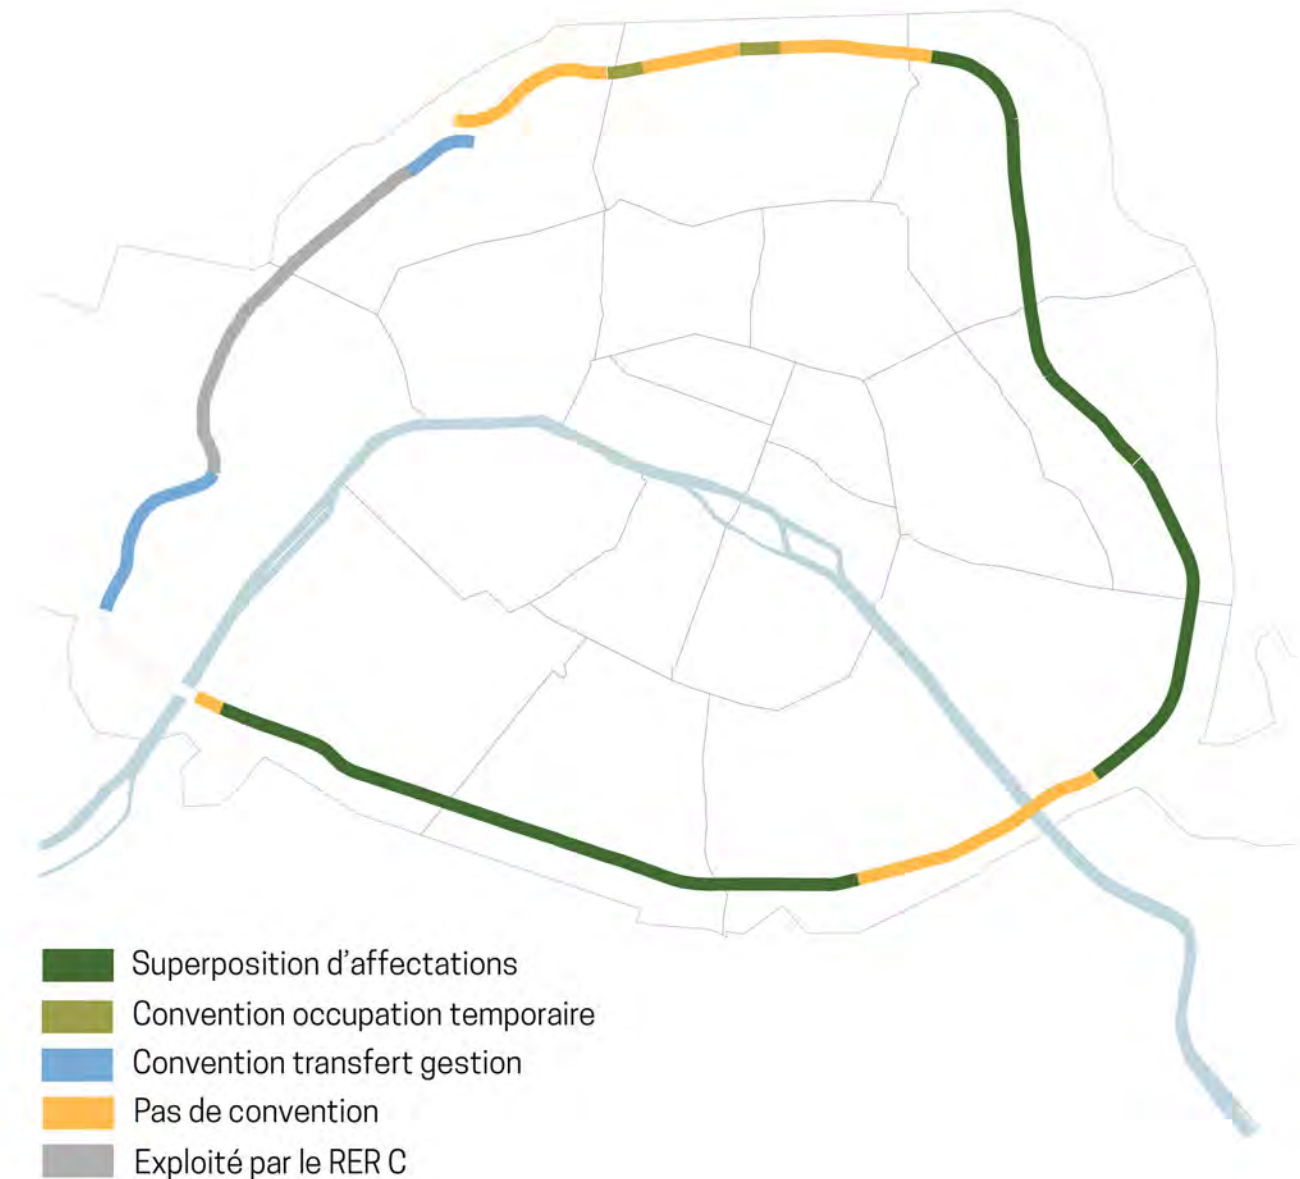 Superposition d'affectations
Convention occupation temporaire
Convention transfert gestion
Pas de convention
Exploité par le RER C